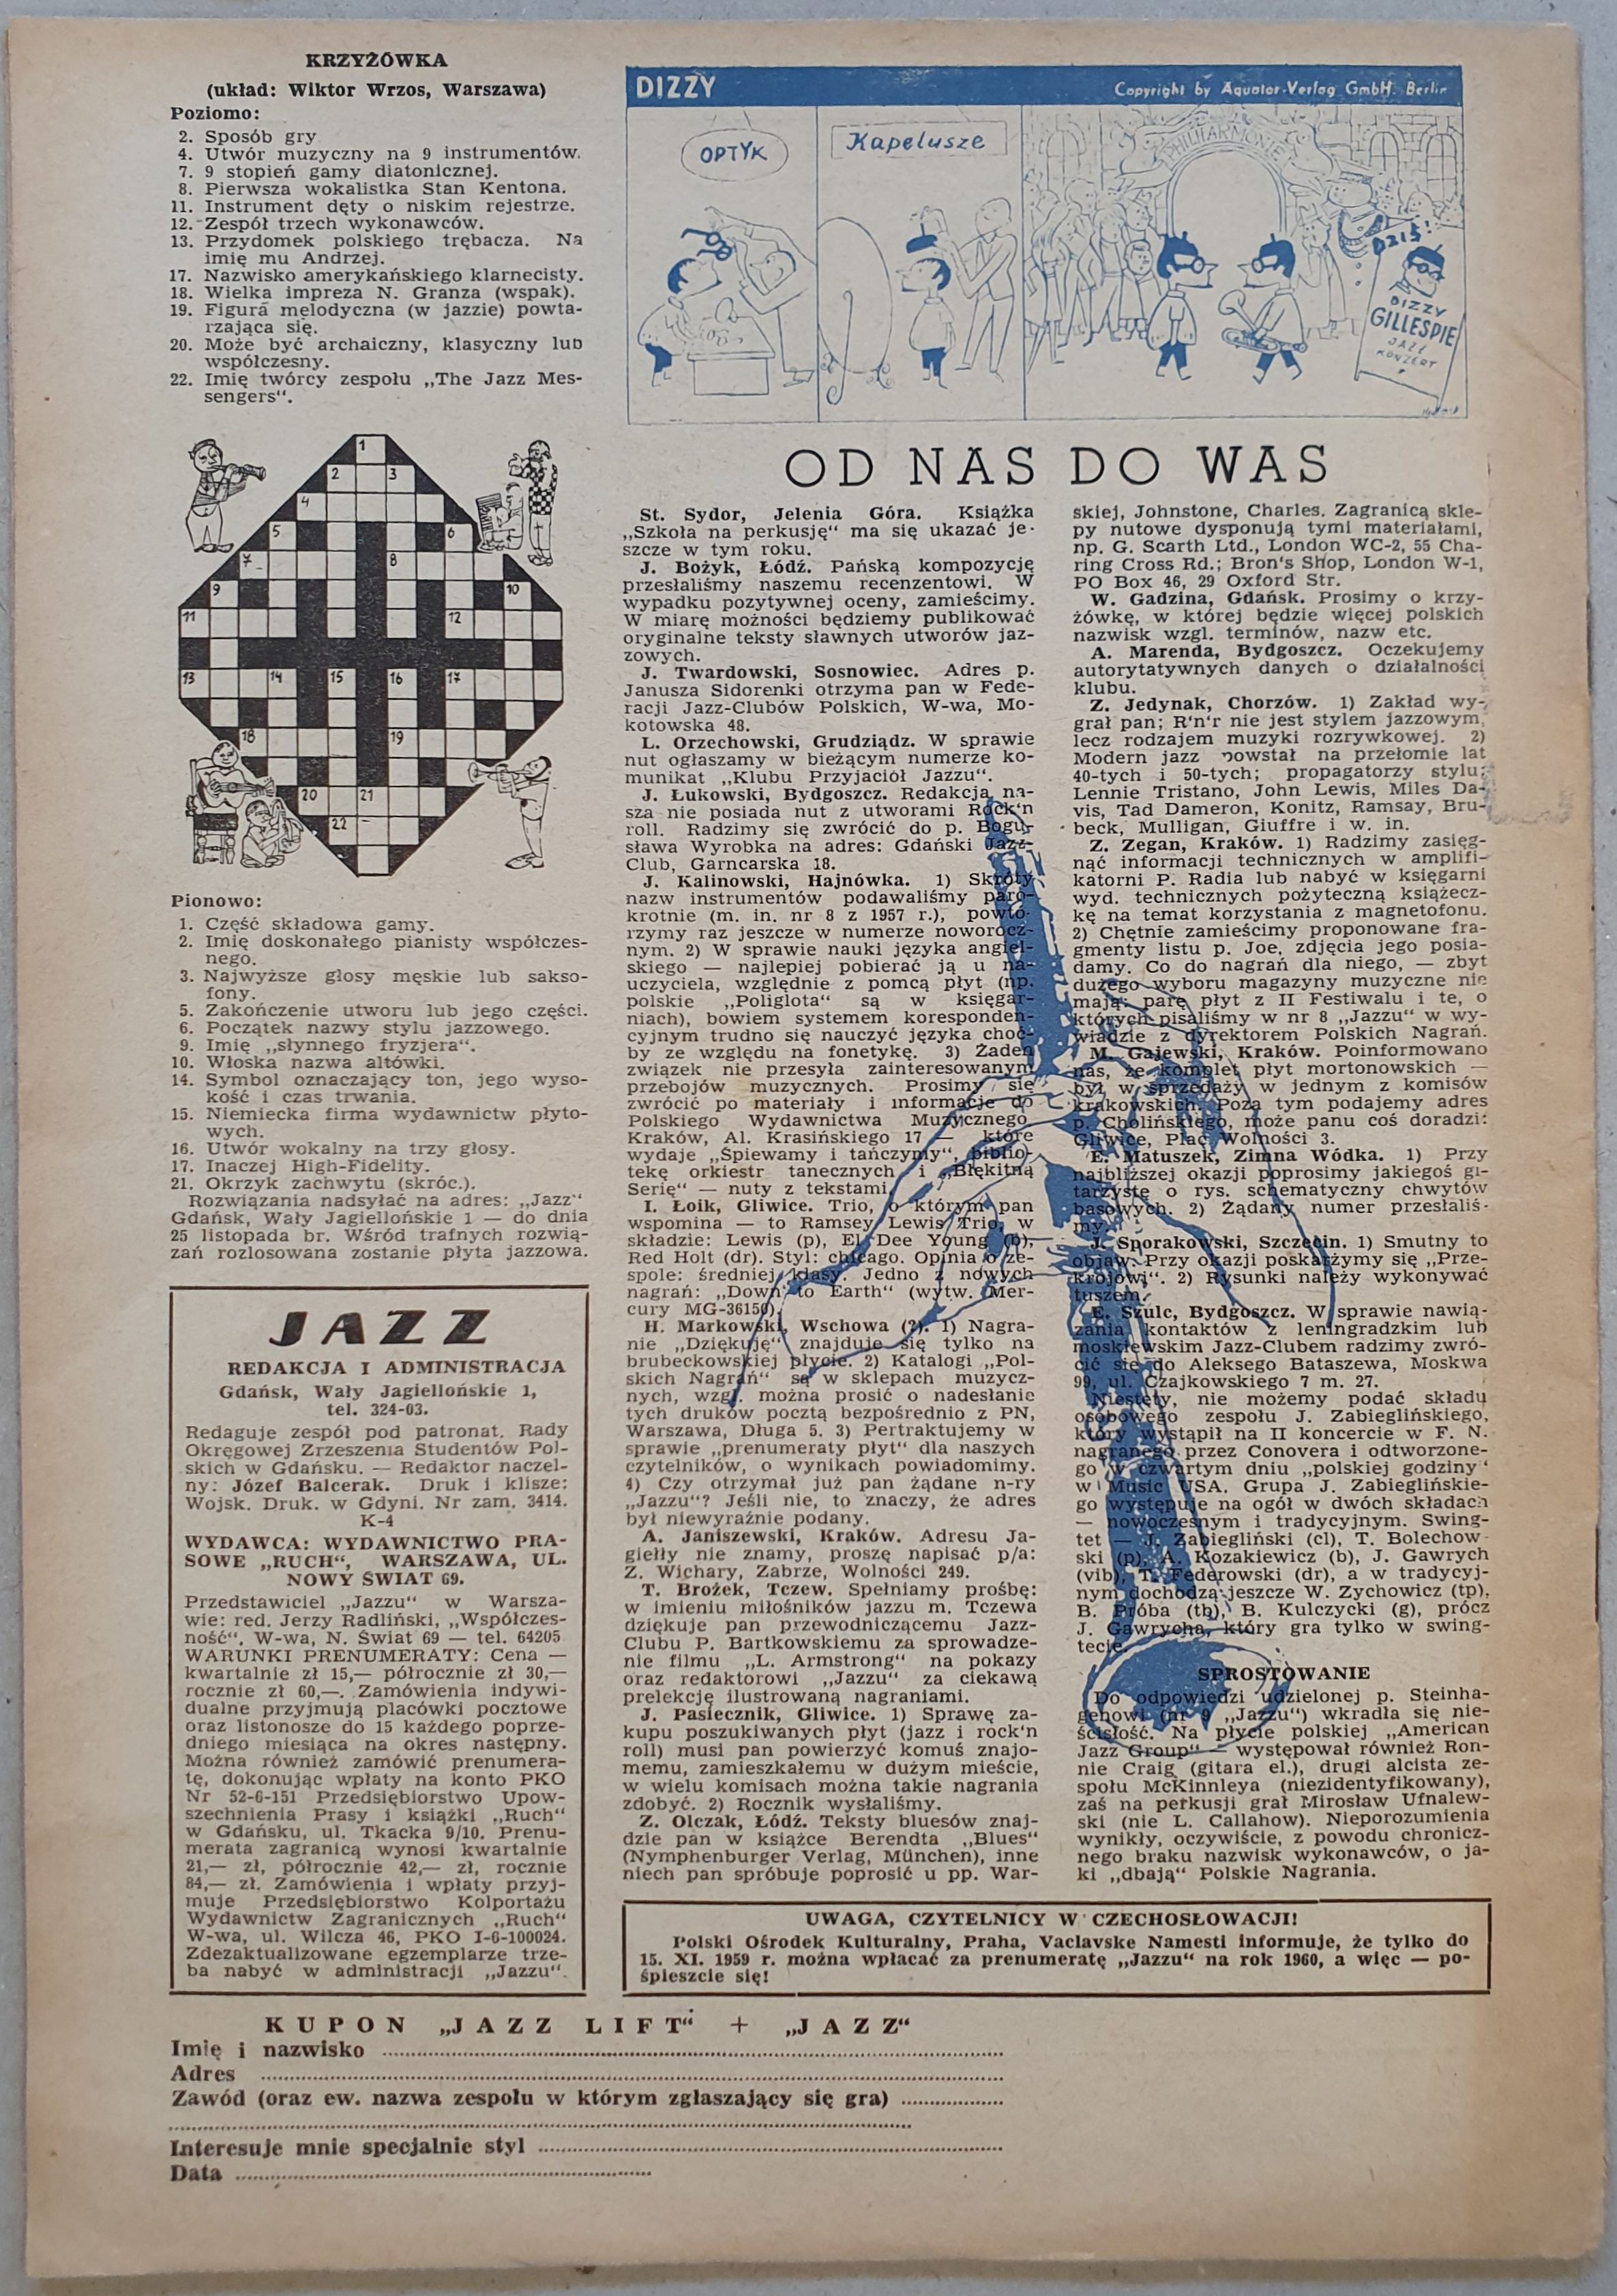 KRZYŻÓWKA
(układ: Wiktor Wrzos, Warszawa)
Poziomo:
2. Sposób gry
4. Utwór muzyczny na 9 instrumentów.
7. 9 stopień gamy diatonicznej.
8. Pierwsza wokalistka Stan Kentona.
11. Instrument dęty o niskim rejestrze.
12. Zespół trzech wykonawców.
13. Przydomek polskiego trębacza. Na
imię mu Andrzej.
17. Nazwisko amerykańskiego klarnecisty.
18. Wielka impreza N. Granza (wspak).
19. Figura melodyczna (w jazzie) powta-
rzająca się.
20. Może być archaiczny, klasyczny lub
współczesny.
22. Imię twórcy zespołu „The Jazz Mes-
sengers“.
1
2 3
4
5 6
7 8
9 10
11 12
13 14 15 16 17
18 19
20 21
22
Pionowo:
1. Część składowa gamy.
2. Imię doskonałego pianisty współczes-
nego.
3. Najwyższe głosy męskie lub sakso-
fony.
5. Zakończenie utworu lub jego części.
6. Początek nazwy stylu jazzowego.
9. Imię „słynnego fryzjera“.
10. Włoska nazwa altówki.
14. Symbol oznaczający ton, jego wyso-
kość i czas trwania.
15. Niemiecka firma wydawnictw płyto-
wych.
16. Utwór wokalny na trzy głosy.
17. Inaczej High-Fidelity.
21. Okrzyk zachwytu (skróc.).
Rozwiązania nadsyłać na adres: „Jazz“
Gdańsk, Wały Jagiellońskie 1 — do dnia
25 listopada br. Wśród trafnych rozwią-
zań rozlosowana zostanie płyta jazzowa.
JAZZ
REDAKCJA I ADMINISTRACJA
Gdańsk, Wały Jagiellońskie 1,
tel. 324-03.
Redaguje zespół pod patronat. Rady
Okręgowej Zrzeszenia Studentów Pol-
skich w Gdańsku. — Redaktor naczel-
ny: Józef Balcerak. Druk i klisze:
Wojsk. Druk. w Gdyni. Nr zam. 3414.
K-4
WYDAWCA: WYDAWNICTWO PRA-
SOWE „RUCH“, WARSZAWA, UL.
NOWY ŚWIAT 69.
Przedstawiciel „Jazzu“ w Warsza-
wie: red. Jerzy Radliński, „Współczes-
ność“. W-wa, N. Świat 69 — tel. 64205
WARUNKI PRENUMERATY: Cena —
kwartalnie zł 15,— półrocznie zł 30,—
rocznie zł 60,—. Zamówienia indywi-
dualne przyjmują placówki pocztowe
oraz listonosze do 15 każdego poprze-
dniego miesiąca na okres następny.
Można również zamówić prenumera-
tę, dokonując wpłaty na konto PKO
Nr 52-6-151 Przedsiębiorstwo Upow-
szechnienia Prasy i książki „Ruch“
w Gdańsku, ul. Tkacka 9/10. Prenu-
merata zagranicą wynosi kwartalnie
21,— zł, półrocznie 42,— zł, rocznie
84,— zł. Zamówienia i wpłaty przyj-
muje Przedsiębiorstwo Kolportażu
Wydawnictw Zagranicznych „Ruch“
W-wa, ul. Wilcza 46, PKO I-6-100024.
Zdezaktualizowane egzemplarze trze-
ba nabyć w administracji „Jazzu“.
DIZZY
Copyright by Aquator-Verlag GmbH. Berlin
OPTYK
Kapelusze
PHILHARMONIE
DZIŚ!
DIZZY
GILLESPIE
JAZZ
KONZERT
OD NAS DO WAS
St. Sydor, Jelenia Góra. Książka
„Szkoła na perkusję“ ma się ukazać je-
szcze w tym roku.
J. Bożyk, Łódź. Pańską kompozycję
przesłaliśmy naszemu recenzentowi. W
wypadku pozytywnej oceny, zamieścimy.
W miarę możności będziemy publikować
oryginalne teksty sławnych utworów jaz-
zowych.
J. Twardowski, Sosnowiec. Adres p.
Janusza Sidorenki otrzyma pan w Fede-
racji Jazz-Clubów Polskich, W-wa, Mo-
kotowska 48.
L. Orzechowski, Grudziądz. W sprawie
nut ogłaszamy w bieżącym numerze ko-
munikat „Klubu Przyjaciół Jazzu“.
J. Łukowski, Bydgoszcz. Redakcja na-
sza nie posiada nut z utworami Rock'n
roll. Radzimy się zwrócić do p. Bogu-
sława Wyrobka na adres: Gdański Jazz-
Club, Garncarska 18.
J. Kalinowski, Hajnówka. 1) Skróty
nazw instrumentów podawaliśmy paro-
krotnie (m. in. nr 8 z 1957 r.), powtó-
rzymy raz jeszcze w numerze noworocz-
nym. 2) W sprawie nauki języka angiel-
skiego — najlepiej pobierać ją u na-
uczyciela, względnie z pomcą płyt (np.
polskie „Poliglota“ są w księgar-
niach), bowiem systemem koresponden-
cyjnym trudno się nauczyć języka choć-
by ze względu na fonetykę. 3) Żaden
związek nie przesyła zainteresowanym
przebojów muzycznych. Prosimy się
zwrócić po materiały i informacje do
Polskiego Wydawnictwa Muzycznego
Kraków, Al. Krasińskiego 17 — które
wydaje „Śpiewamy i tańczymy“, biblio-
tekę orkiestr tanecznych i „Błękitną
Serię“ — nuty z tekstami.
I. Łoik, Gliwice. Trio, o którym pan
wspomina — to Ramsey Lewis Trio, w
składzie: Lewis (p), El Dee Young (b),
Red Holt (dr). Styl: chicago. Opinia o ze-
spole: średniej klasy. Jedno z nowych
nagrań: „Down to Earth“ (wytw. Mer-
cury MG-36150).
H. Markowski, Wschowa (?). 1) Nagra-
nie „Dziękuję“ znajduje się tylko na
brubeckowskiej płycie. 2) Katalogi „Pol-
skich Nagrań“ są w sklepach muzycz-
nych, wzgl. można prosić o nadesłanie
tych druków pocztą bezpośrednio z PN,
Warszawa, Długa 5. 3) Pertraktujemy w
sprawie „prenumeraty płyt“ dla naszych
czytelników, o wynikach powiadomimy.
4) Czy otrzymał już pan żądane n-ry
„Jazzu“? Jeśli nie, to znaczy, że adres
był niewyraźnie podany.
A. Janiszewski, Kraków. Adresu Ja-
giełły nie znamy, proszę napisać p/a:
Z. Wichary, Zabrze, Wolności 249.
T. Brożek, Tczew. Spełniamy prośbę:
w imieniu miłośników jazzu m. Tczewa
dziękuje pan przewodniczącemu Jazz-
Clubu P. Bartkowskiemu za sprowadze-
nie filmu „L. Armstrong“ na pokazy
oraz redaktorowi „Jazzu“ za ciekawą
prelekcję ilustrowaną nagraniami.
J. Pasiecznik, Gliwice. 1) Sprawę za-
kupu poszukiwanych płyt (jazz i rock'n
roll) musi pan powierzyć komuś znajo-
memu, zamieszkałemu w dużym mieście,
w wielu komisach można takie nagrania
zdobyć. 2) Rocznik wysłaliśmy.
Z. Olczak, Łódź. Teksty bluesów znaj-
dzie pan w książce Berendta „Blues“
(Nymphenburger Verlag, München), inne
niech pan spróbuje poprosić u pp. War-
skiej, Johnstone, Charles. Zagranicą skle-
py nutowe dysponują tymi materiałami,
np. G. Scarth Ltd., London WC-2, 55 Cha-
ring Cross Rd.; Bron's Shop, London W-1,
PO Box 46, 29 Oxford Str.
W. Gadzina, Gdańsk. Prosimy o krzy-
żówkę, w której będzie więcej polskich
nazwisk wzgl. terminów, nazw etc.
A. Marenda, Bydgoszcz. Oczekujemy
autorytatywnych danych o działalności
klubu.
Z. Jedynak, Chorzów. 1) Zakład wy-
grał pan; R'n'r nie jest stylem jazzowym,
lecz rodzajem muzyki rozrywkowej. 2)
Modern jazz powstał na przełomie lat
40-tych i 50-tych; propagatorzy stylu:
Lennie Tristano, John Lewis, Miles Da-
vis, Tad Dameron, Konitz, Ramsay, Bru-
beck, Mulligan, Giuffre i w. in.
Z. Zegan, Kraków. 1) Radzimy zasięg-
nąć informacji technicznych w amplifi-
katorni P. Radia lub nabyć w księgarni
wyd. technicznych pożyteczną książecz-
kę na temat korzystania z magnetofonu.
2) Chętnie zamieścimy proponowane fra-
gmenty listu p. Joe, zdjęcia jego posia-
damy. Co do nagrań dla niego, — zbyt
dużego wyboru magazyny muzyczne nie
mają: parę płyt z II Festiwalu i te, o
których pisaliśmy w nr 8 „Jazzu“ w wy-
wiadzie z dyrektorem Polskich Nagrań.
M. Gajewski, Kraków. Poinformowano
nas, że komplet płyt mortonowskich —
był w sprzedaży w jednym z komisów
krakowskich. Poza tym podajemy adres
p. Cholińskiego, może panu coś doradzi:
Gliwice, Plac Wolności 3.
E. Matuszek, Zimna Wódka. 1) Przy
najbliższej okazji poprosimy jakiegoś gi-
tarzystę o rys. schematyczny chwytów
basowych. 2) Żądany numer przesłaliś-
my.
J. Sporakowski, Szczecin. 1) Smutny to
objaw. Przy okazji poskarżymy się „Prze-
krojowi“. 2) Rysunki należy wykonywać
tuszem.
E. Szulc, Bydgoszcz. W sprawie nawią-
zania kontaktów z leningradzkim lub
moskiewskim Jazz-Clubem radzimy zwró-
cić się do Aleksego Bataszewa, Moskwa
99, ul. Czajkowskiego 7 m. 27.
Niestety, nie możemy podać składu
osobowego zespołu J. Zabieglińskiego,
który wystąpił na II koncercie w F. N.
nagranego przez Conovera i odtworzone-
go w czwartym dniu „polskiej godziny“
w Music USA. Grupa J. Zabieglińskie-
go występuje na ogół w dwóch składach
— nowoczesnym i tradycyjnym. Swing-
tet — J. Zabiegliński (cl), T. Bolechow-
ski (p), A. Kozakiewicz (b), J. Gawrych
(vib), T. Federowski (dr), a w tradycyj-
nym dochodzą jeszcze W. Zychowicz (tp),
B. Próba (tb), B. Kulczycki (g), prócz
J. Gawrycha, który gra tylko w swing-
tecie.
SPROSTOWANIE
Do odpowiedzi udzielonej p. Steinha-
genowi (nr 9 „Jazzu“) wkradła się nie-
ścisłość. Na płycie polskiej „American
Jazz Group“ — występował również Ron-
nie Craig (gitara el.), drugi alcista ze-
społu McKinnleya (niezidentyfikowany),
zaś na perkusji grał Mirosław Ufnalew-
ski (nie L. Callahow). Nieporozumienia
wynikły, oczywiście, z powodu chronicz-
nego braku nazwisk wykonawców, o ja-
ki „dbają“ Polskie Nagrania.
UWAGA, CZYTELNICY W CZECHOSŁOWACJI!
Polski Ośrodek Kulturalny, Praha, Vaclavske Namesti informuje, że tylko do
15. XI. 1959 r. można wpłacać za prenumeratę „Jazzu“ na rok 1960, a więc — po-
śpieszcie się!
KUPON „JAZZ LIFT“ + „JAZZ“
Imię i nazwisko
Adres
Zawód (oraz ew. nazwa zespołu w którym zgłaszający się gra)
Interesuje mnie specjalnie styl
Data